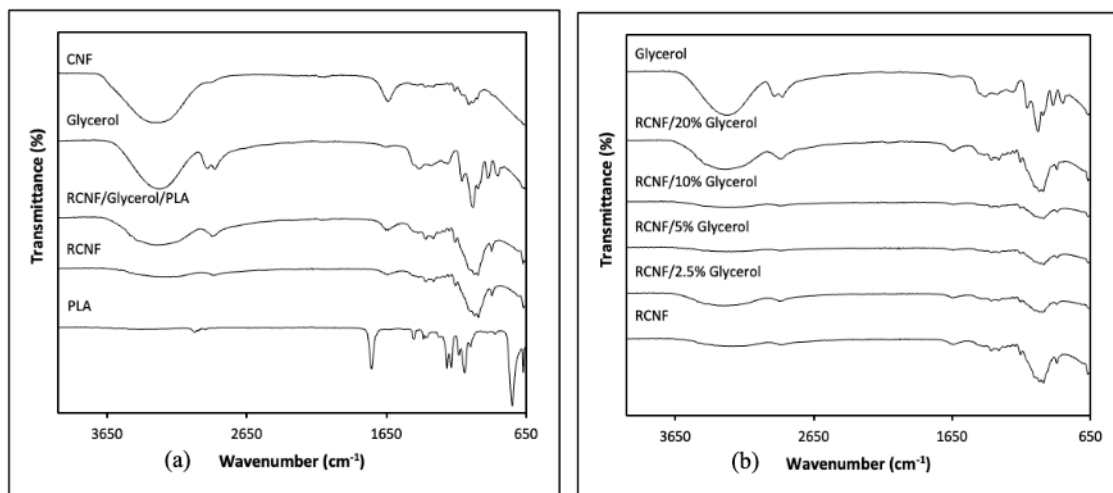 CNF
Glycerol
RCNF/Glycerol/PLA
RCNF
PLA
Transmittance (%)
3650 2650 1650 650
(a) Wavenumber (cm⁻¹)
Glycerol
RCNF/20% Glycerol
RCNF/10% Glycerol
RCNF/5% Glycerol
RCNF/2.5% Glycerol
RCNF
Transmittance (%)
3650 2650 1650 650
(b) Wavenumber (cm⁻¹)